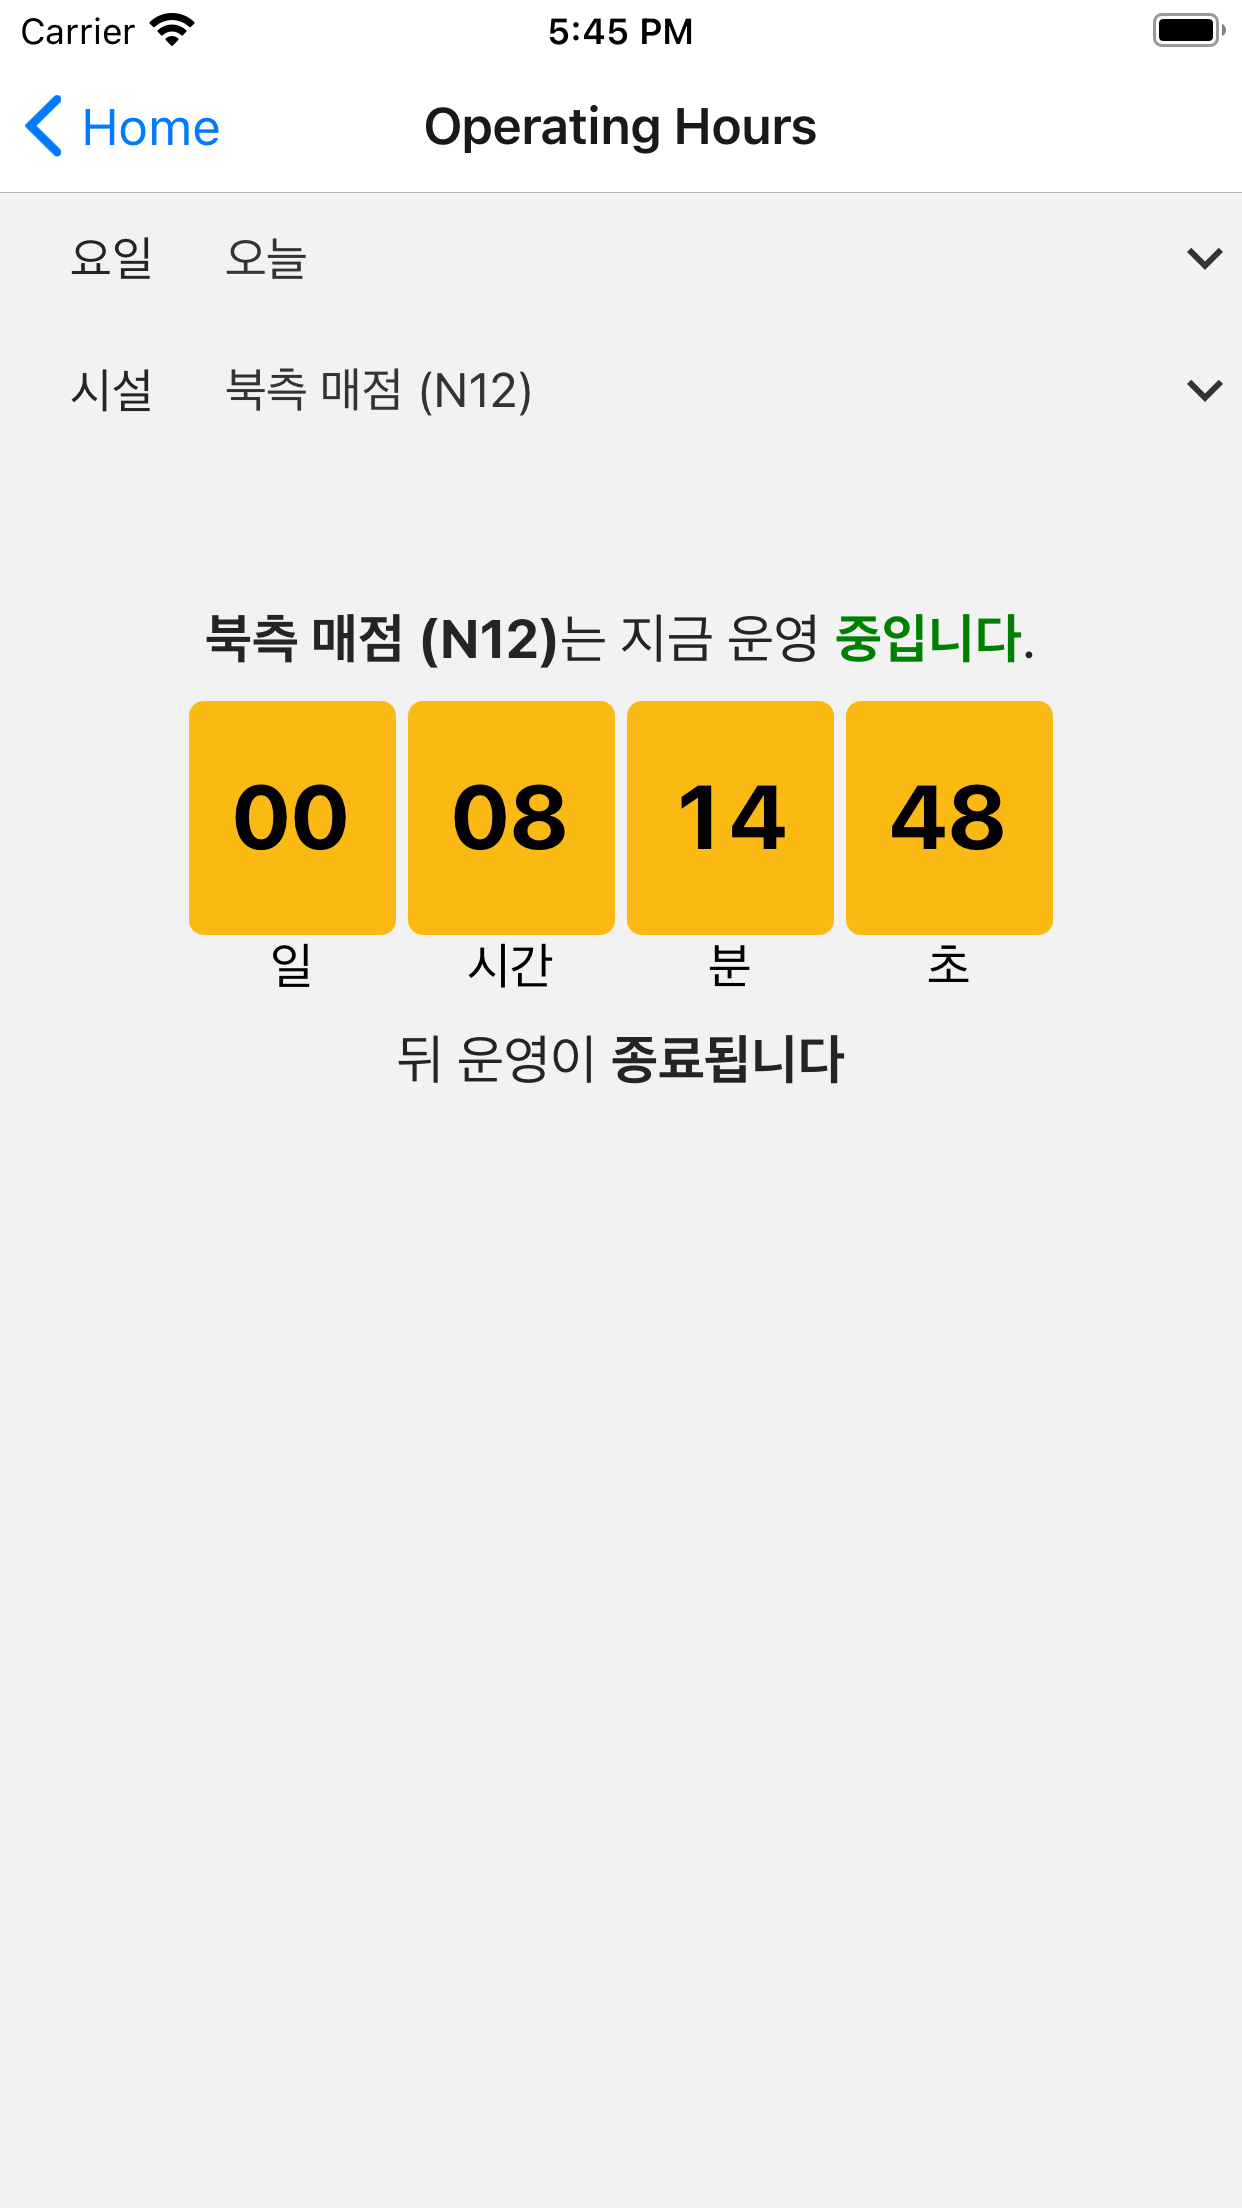 Carrier 5:45 PM
Home Operating Hours
요일 오늘
시설 북측 매점 (N12)
북측 매점 (N12)는 지금 운영 중입니다.
00 08 14 48
일 시간 분 초
뒤 운영이 종료됩니다